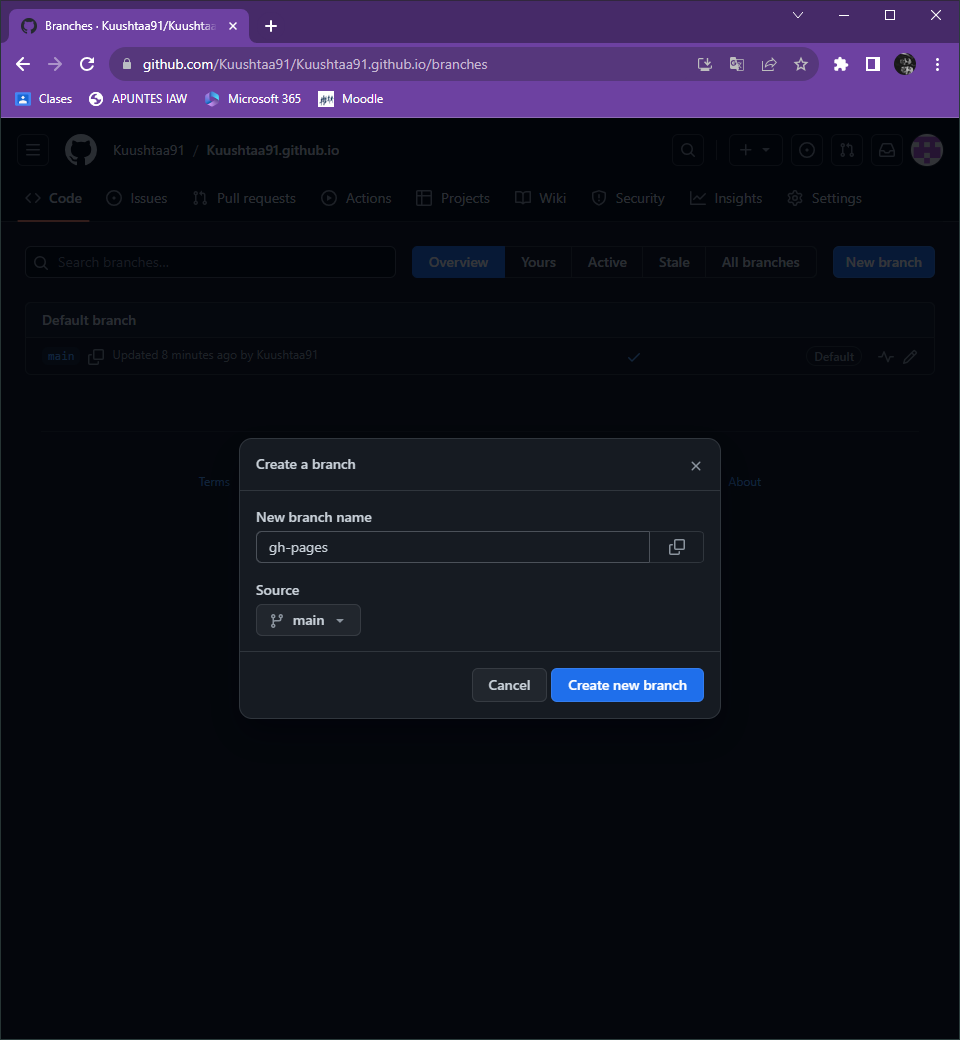 Branches · Kuushtaa91/Kuushtaa
github.com/Kuushtaa91/Kuushtaa91.github.io/branches
Clases APUNTES IAW Microsoft 365 Moodle
Kuushtaa91 / Kuushtaa91.github.io
Code Issues Pull requests Actions Projects Wiki Security Insights Settings
Search branches... Overview Yours Active Stale All branches New branch
Default branch
main Updated 8 minutes ago by Kuushtaa91 Default
Create a branch
Terms About
New branch name
gh-pages
Source
main
Cancel Create new branch